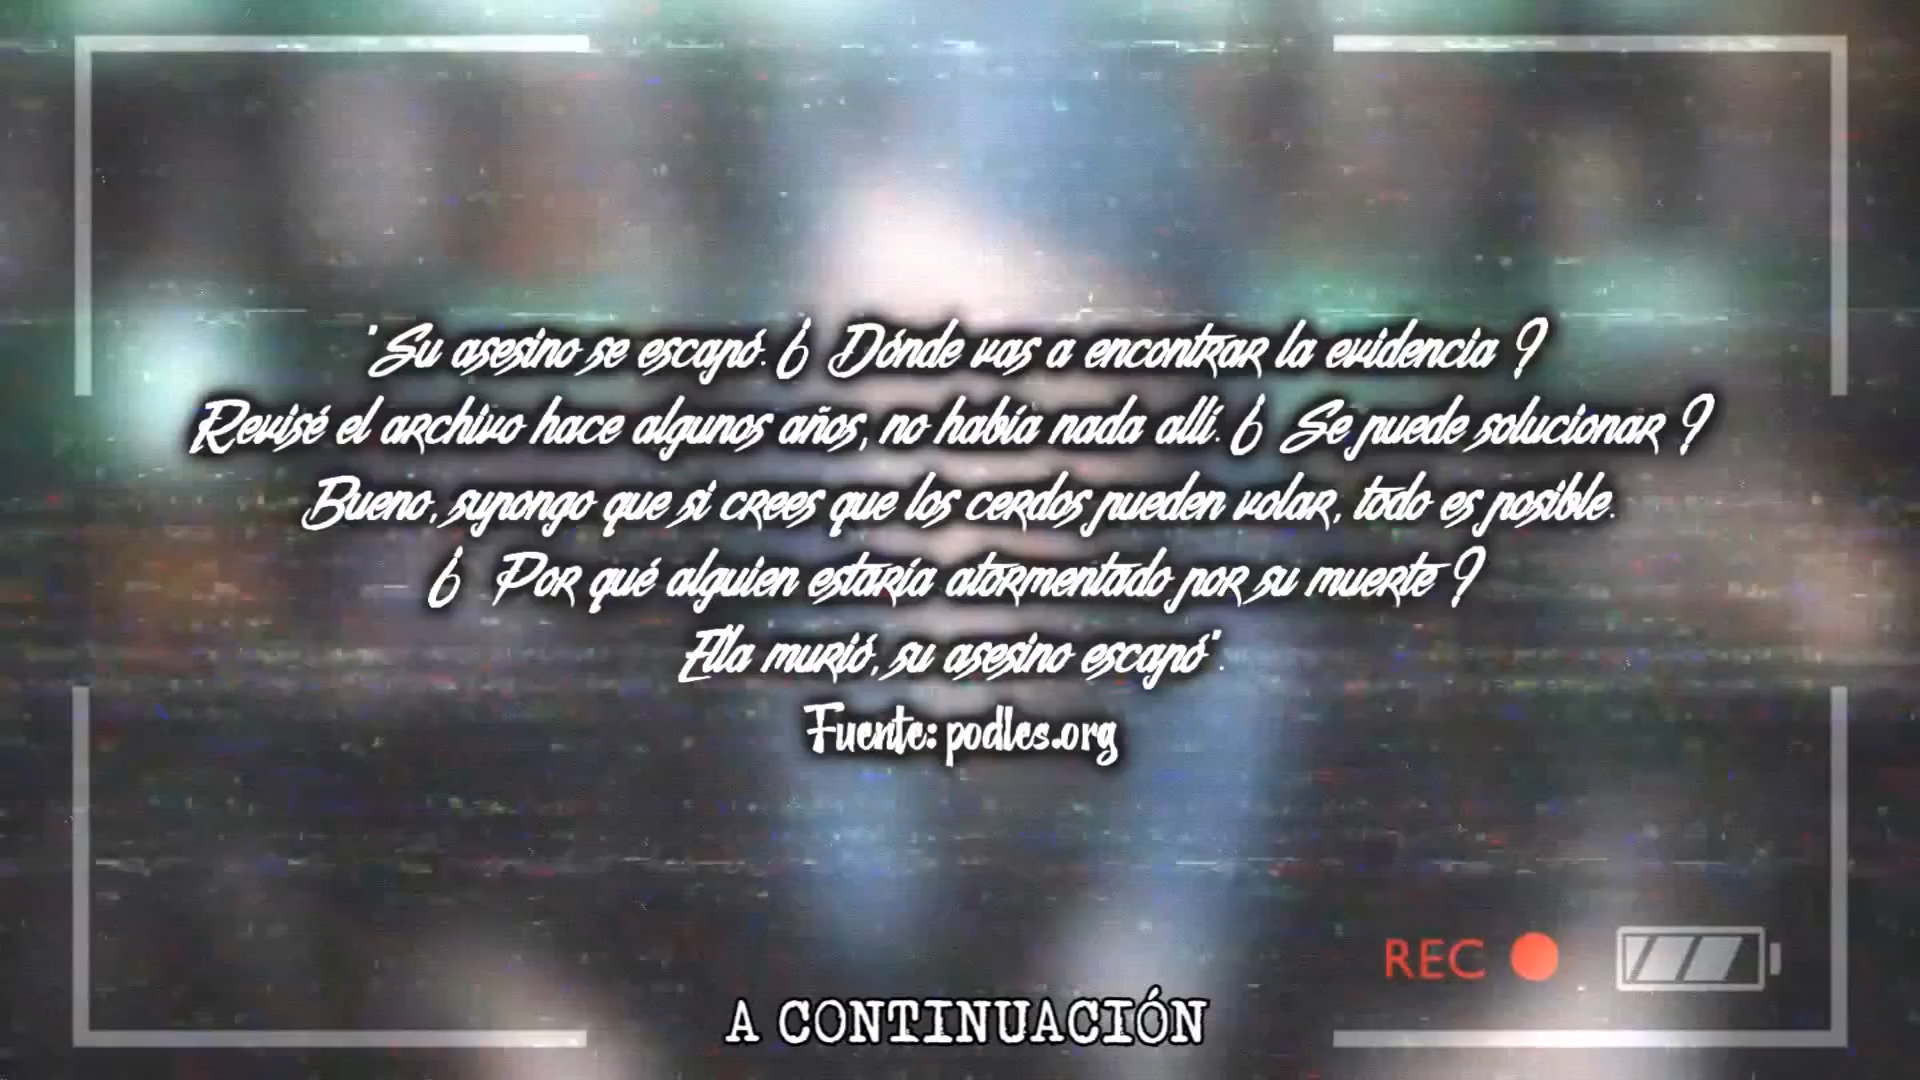 "Su asesino se escapó. ¿ Dónde vas a encontrar la evidencia ?
Revisé el archivo hace algunos años, no había nada allí. ¿ Se puede solucionar ?
Bueno, supongo que si crees que los cerdos pueden volar, todo es posible.
¿ Por qué alguien estaría atormentado por su muerte ?
Ella murió, su asesino escapó".
Fuente: podles.org
REC
A CONTINUACIÓN